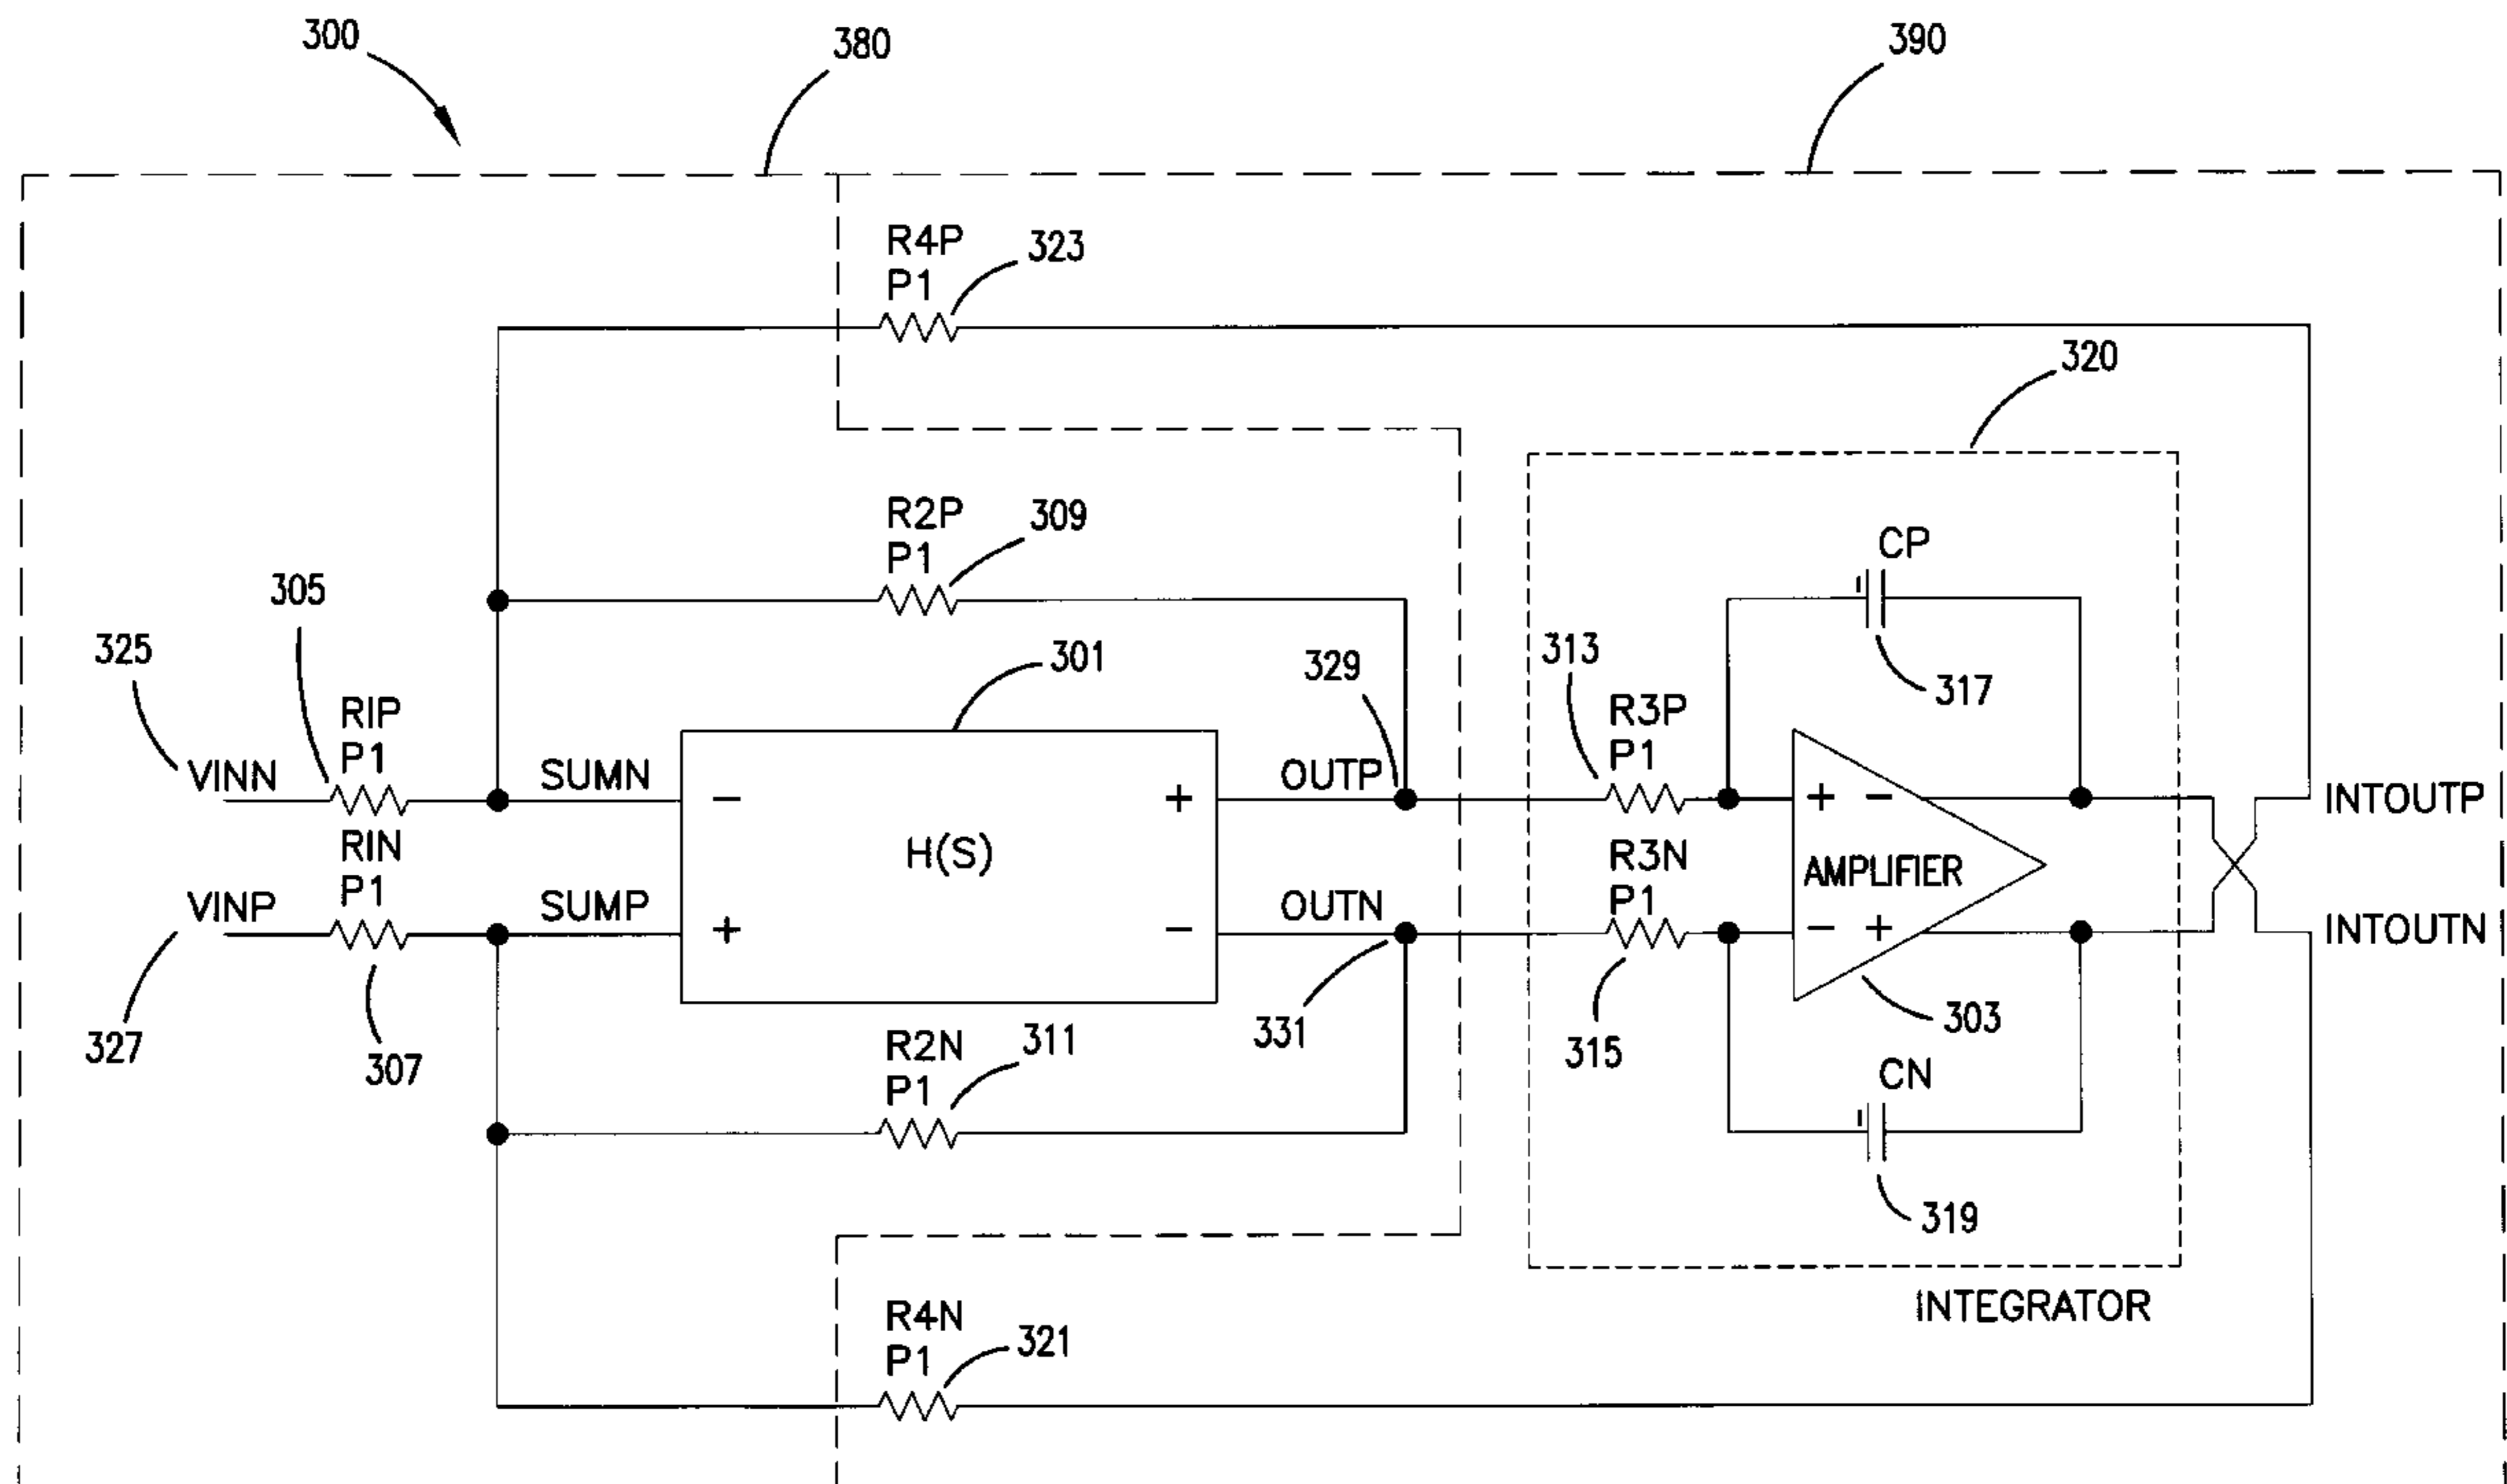 300
380
390
R4P
P1
323
320
R2P
P1
309
CP
305
325
RIP
P1
VINN
SUMN
301
329
OUTP
313
R3P
P1
317
−
+
+ −
INTOUTP
H(S)
RIN
P1
VINP
SUMP
OUTN
R3N
P1
AMPLIFIER
+
−
− +
INTOUTN
327
307
331
315
303
R2N
P1
311
CN
319
INTEGRATOR
R4N
P1
321